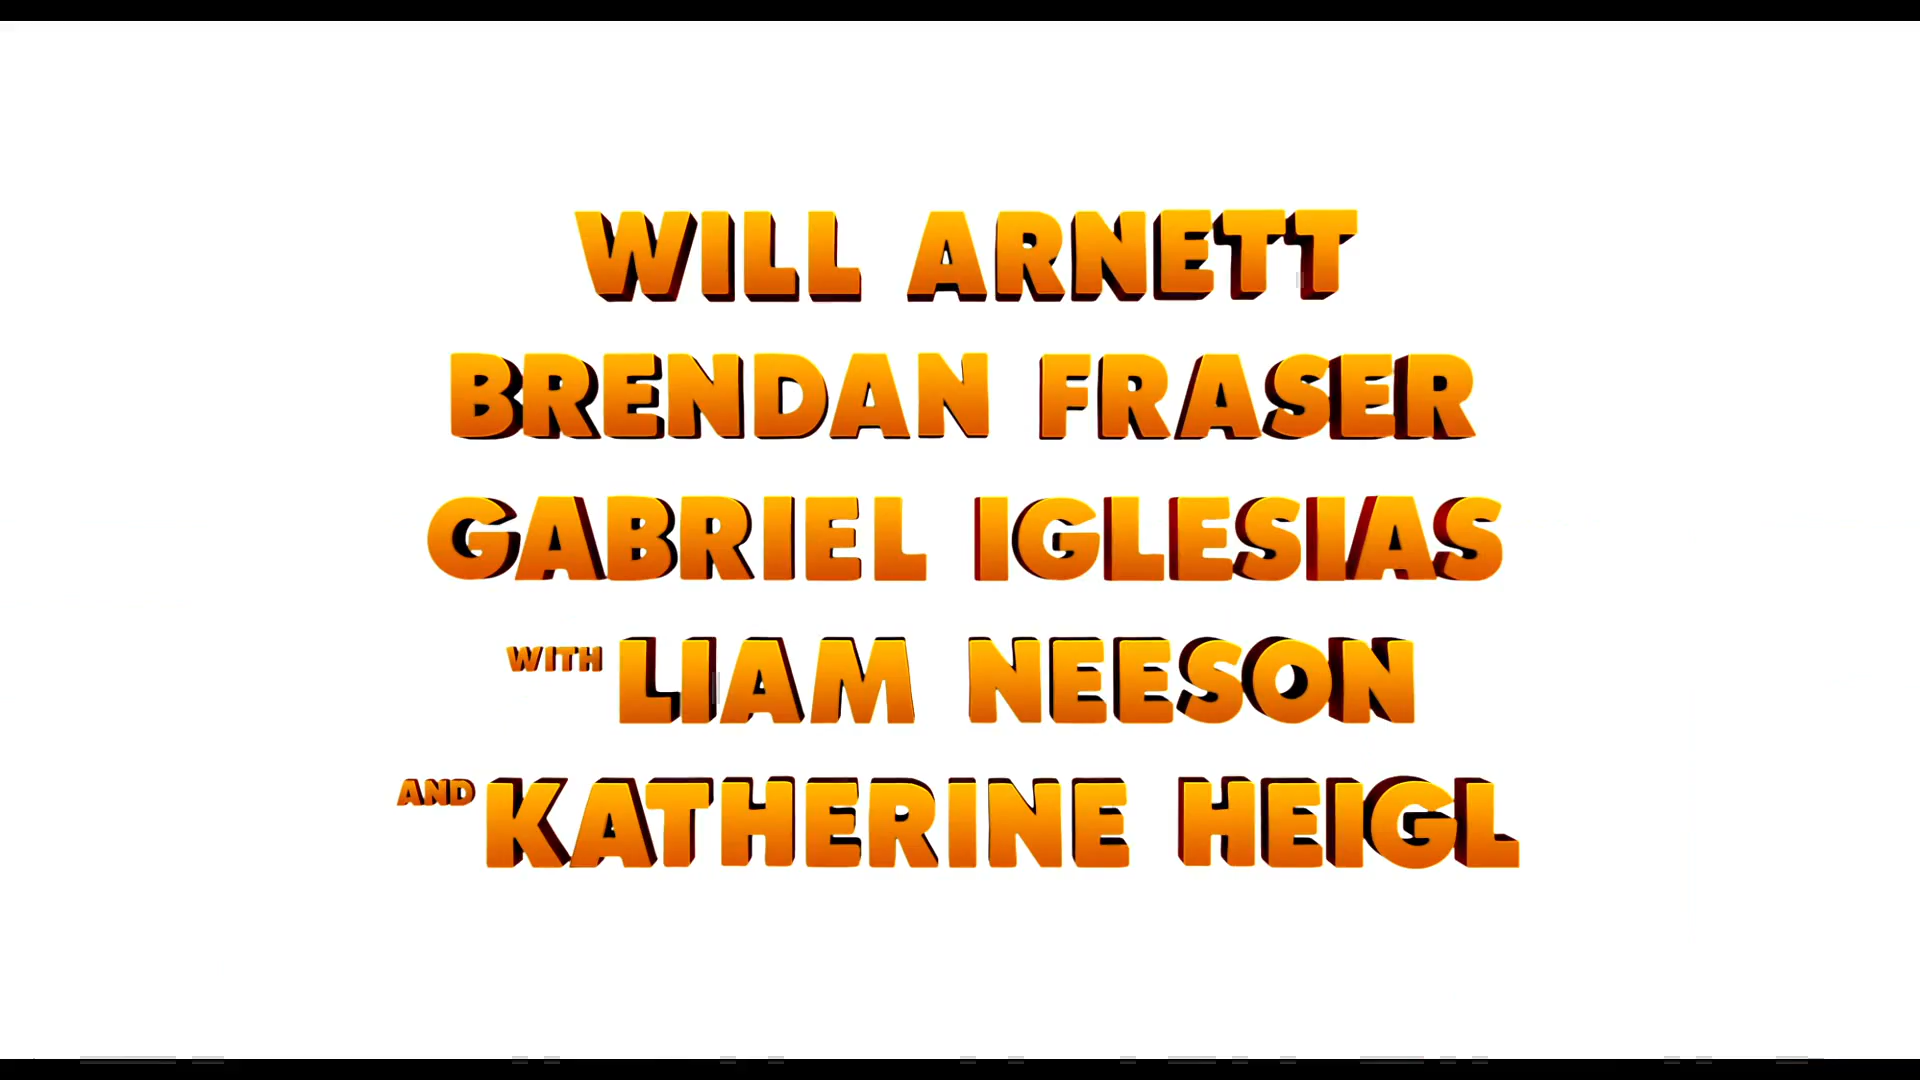 WILL ARNETT
BRENDAN FRASER
GABRIEL IGLESIAS
WITH LIAM NEESON
AND KATHERINE HEIGL